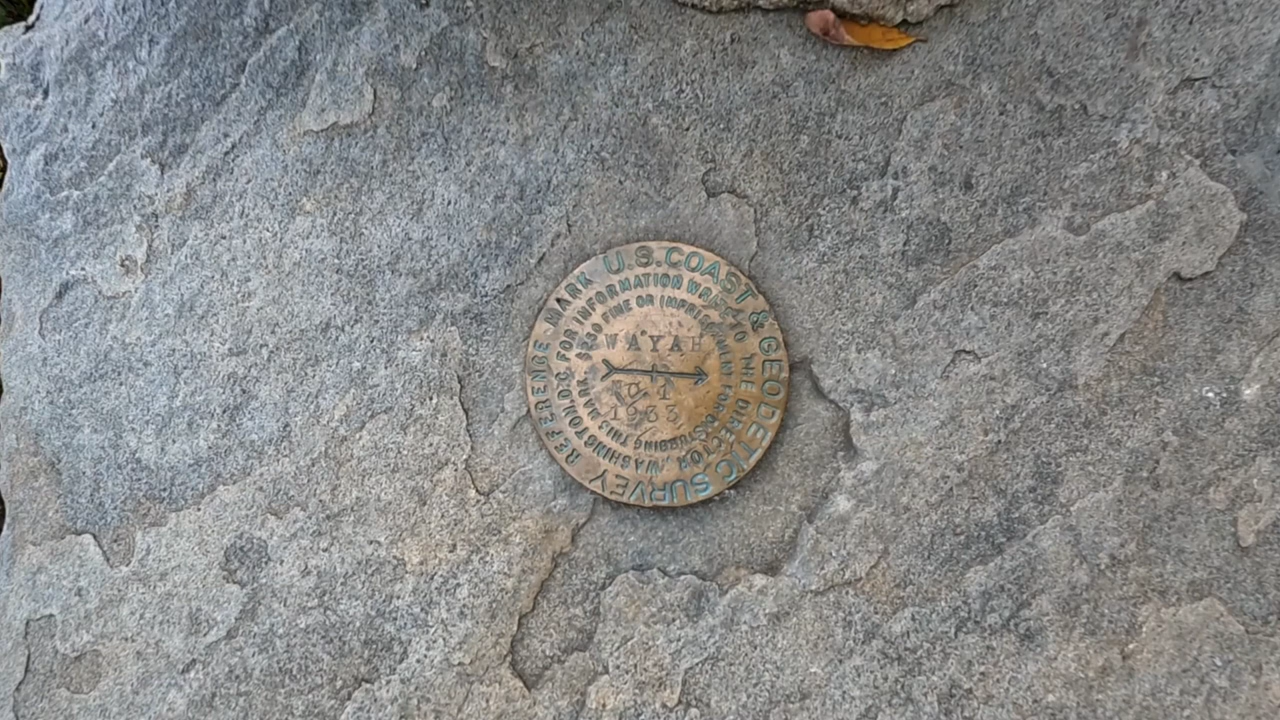 U.S. COAST & GEODETIC SURVEY
REFERENCE MARK
FOR INFORMATION WRITE TO THE DIRECTOR, WASHINGTON, D.C.
$250 FINE OR IMPRISONMENT FOR DISTURBING THIS MARK.
WAYAH
NO 1
1933